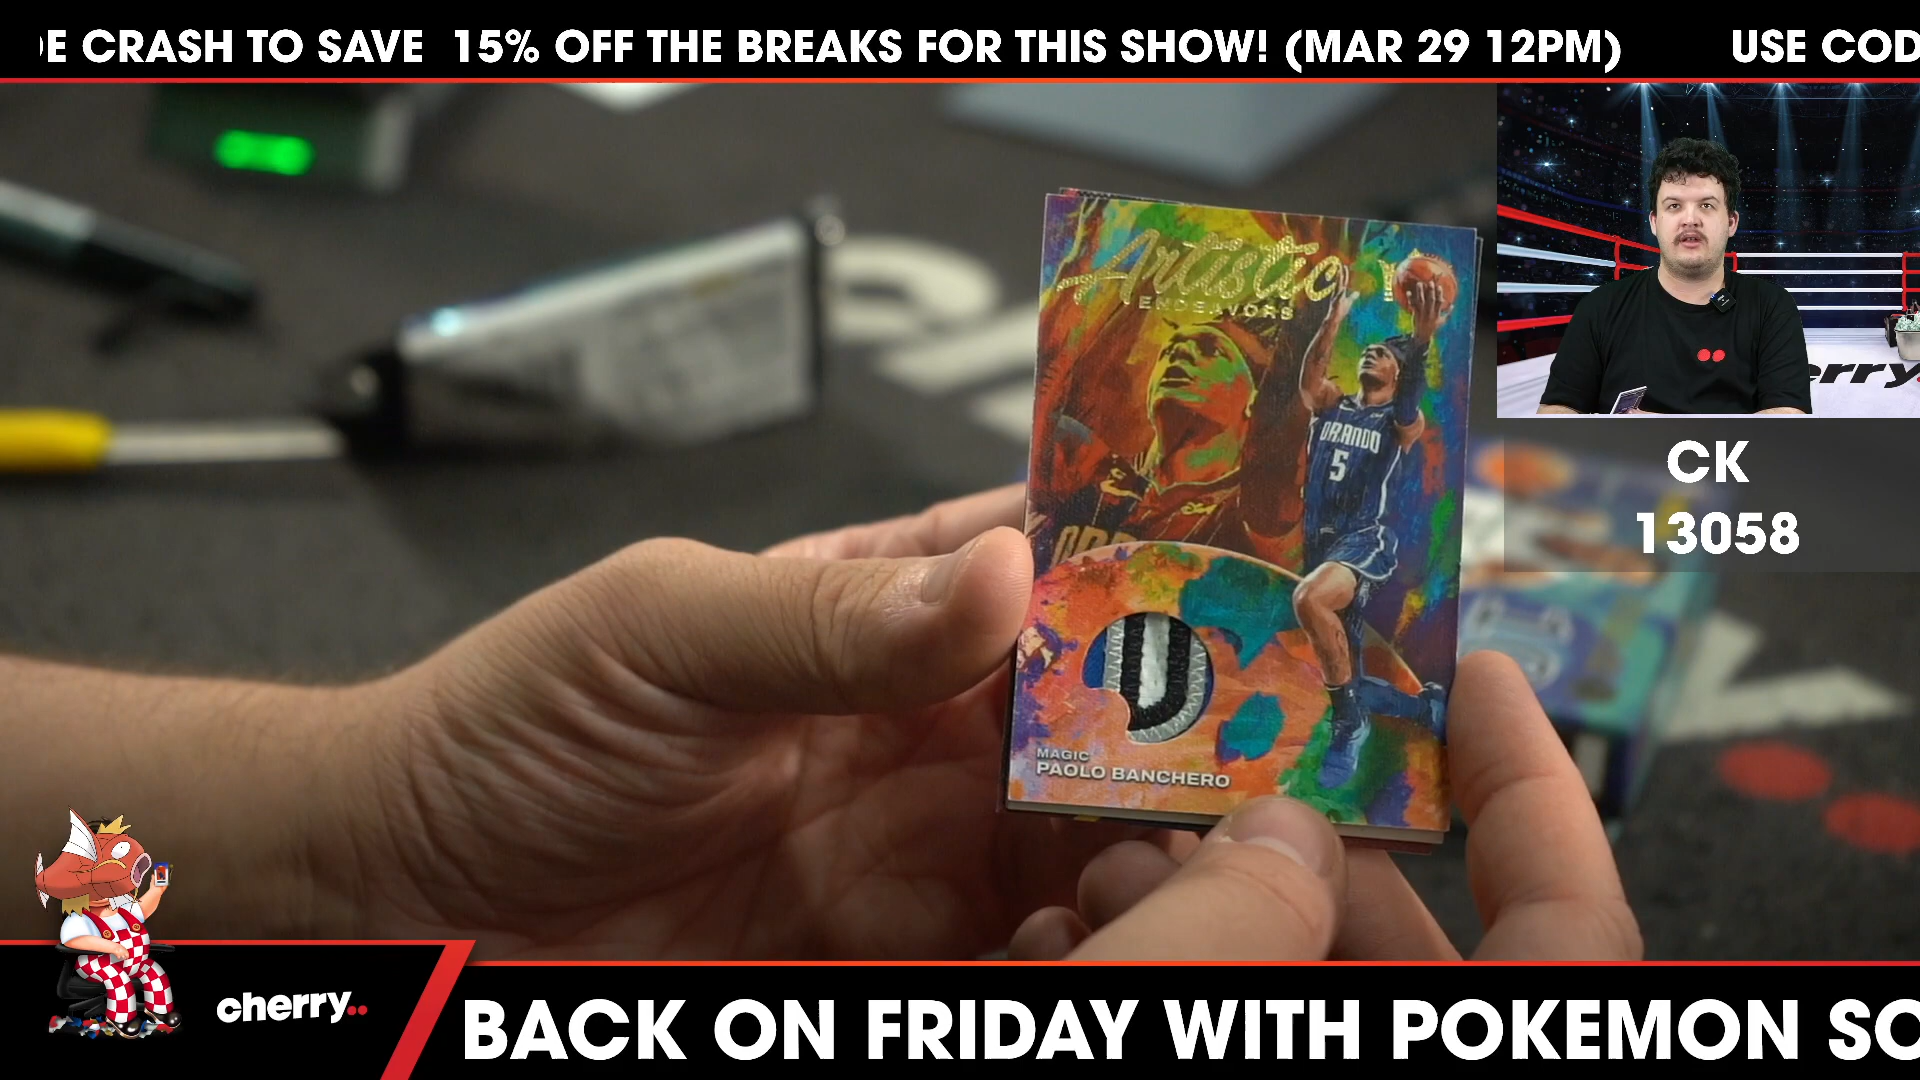 E CRASH TO SAVE 15% OFF THE BREAKS FOR THIS SHOW! (MAR 29 12PM) USE COD
Artistic
ENDEAVORS
ORLANDO
5
MAGIC
PAOLO BANCHERO
erry.
CK
13058
cherry..
BACK ON FRIDAY WITH POKEMON SO